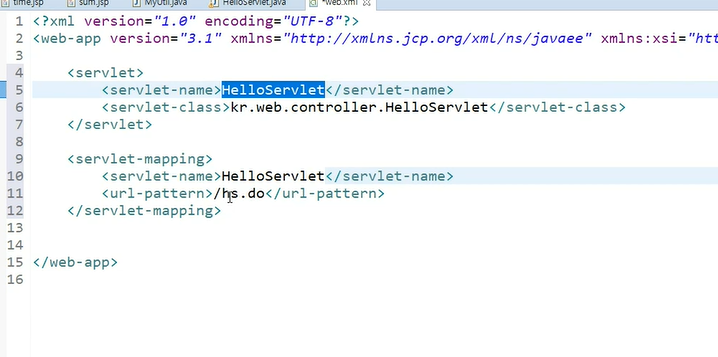 time.jsp sum.jsp MyUtil.java HelloServlet.java *web.xml
1 <?xml version="1.0" encoding="UTF-8"?>
2 <web-app version="3.1" xmlns="http://xmlns.jcp.org/xml/ns/javaee" xmlns:xsi="htt
3
4 <servlet>
5 <servlet-name>HelloServlet</servlet-name>
6 <servlet-class>kr.web.controller.HelloServlet</servlet-class>
7 </servlet>
8
9 <servlet-mapping>
10 <servlet-name>HelloServlet</servlet-name>
11 <url-pattern>/hs.do</url-pattern>
12 </servlet-mapping>
13
14
15 </web-app>
16